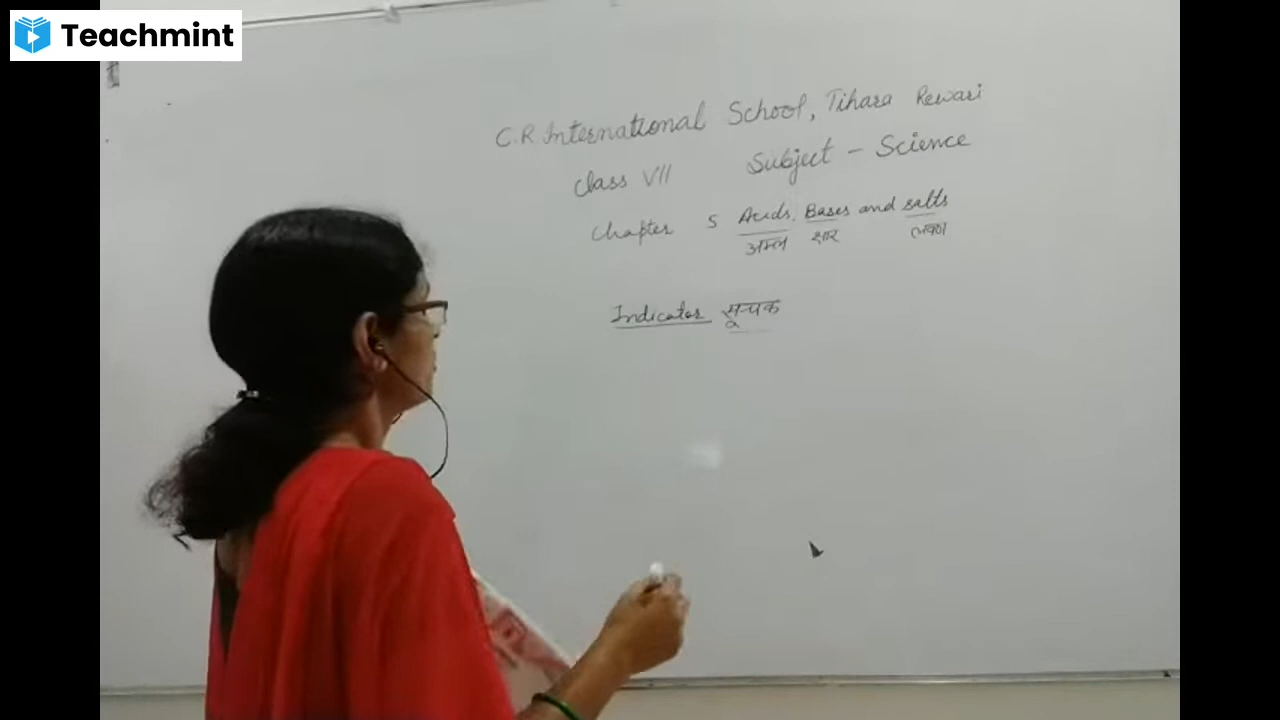 Teachmint
C.R. International School, Tihara Rewari
Class VII Subject - Science
Chapter 5 Acids, Bases and salts
अम्ल क्षार लवण
Indicator सूचक